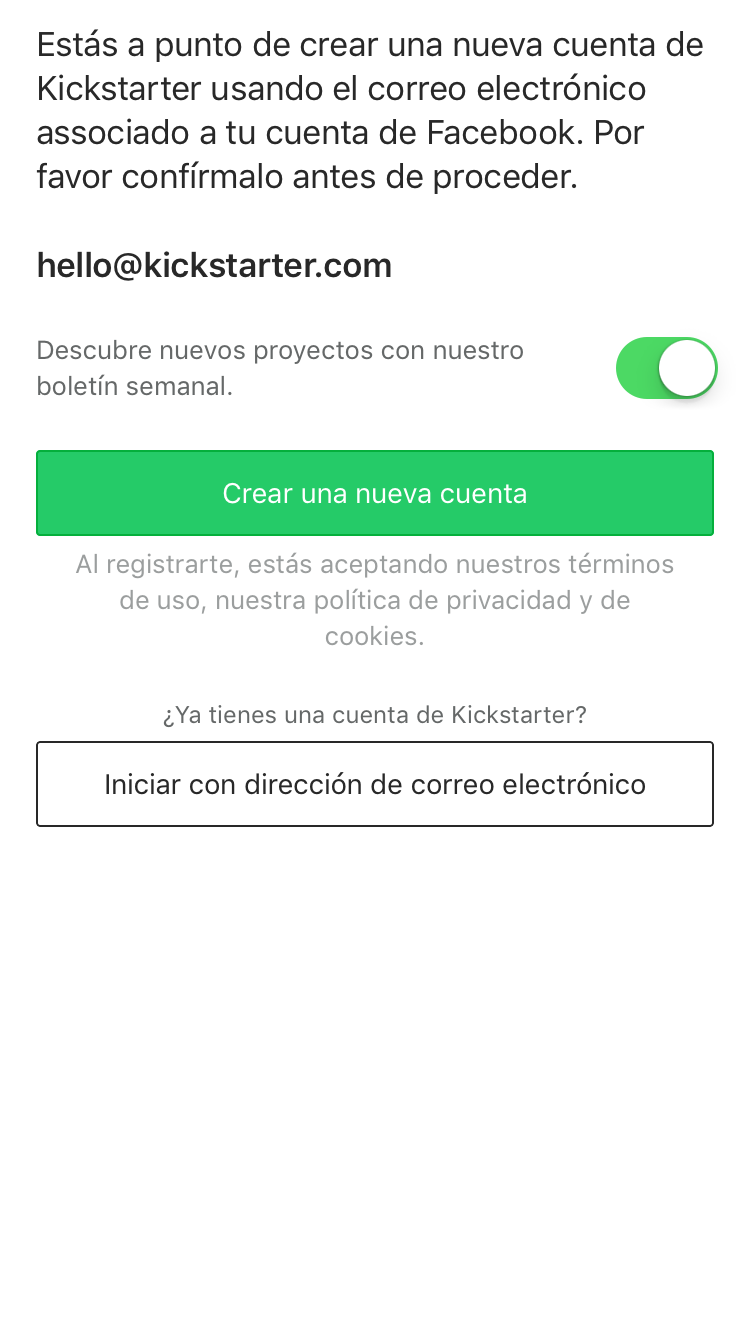 Estás a punto de crear una nueva cuenta de
Kickstarter usando el correo electrónico
associado a tu cuenta de Facebook. Por
favor confírmalo antes de proceder.
hello@kickstarter.com
Descubre nuevos proyectos con nuestro
boletín semanal.
Crear una nueva cuenta
Al registrarte, estás aceptando nuestros términos
de uso, nuestra política de privacidad y de
cookies.
¿Ya tienes una cuenta de Kickstarter?
Iniciar con dirección de correo electrónico